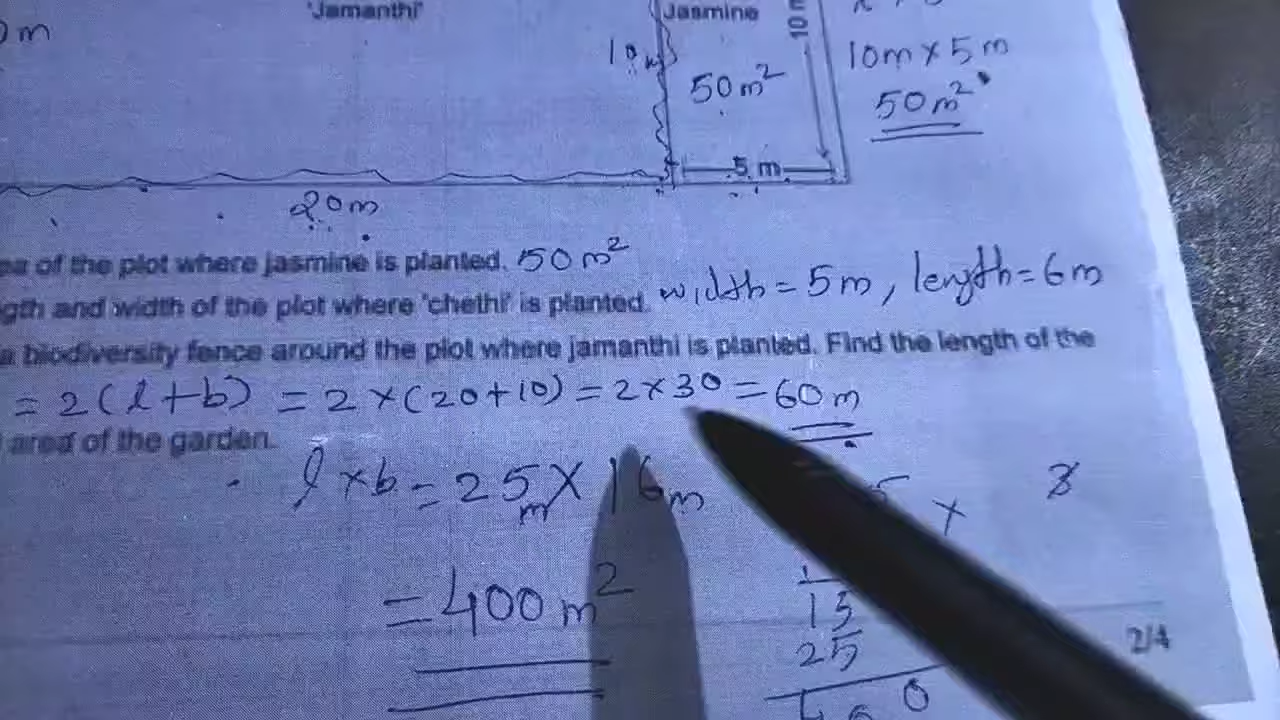 'Jamanthi'
Jasmine
10m
50m²
10m × 5m
50m²
5 m
20m
of the plot where jasmine is planted. 50m²
and width of the plot where 'chethi' is planted. width = 5m, length = 6m
a biodiversity fence around the plot where jamanthi is planted. Find the length of the
= 2(l+b) = 2×(20+10) = 2×30 = 60m
area of the garden.
l×b = 25m × 16m
= 400m²
×
25
2/4